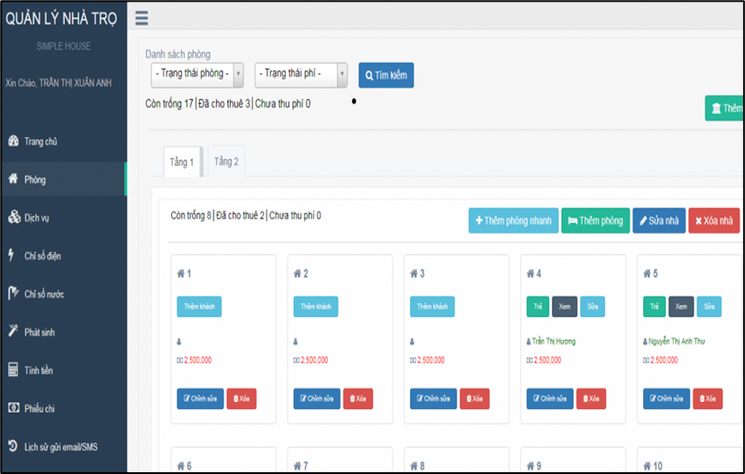 QUẢN LÝ NHÀ TRỌ
SIMPLE HOUSE
Xin Chào, TRẦN THỊ XUÂN ANH
Trang chủ
Phòng
Dịch vụ
Chỉ số điện
Chỉ số nước
Phát sinh
Tính tiền
Phiếu chi
Lịch sử gửi email/SMS
Danh sách phòng
- Trạng thái phòng - - Trạng thái phí - Tìm kiếm
Còn trống 17| Đã cho thuê 3| Chưa thu phí 0
Thêm
Tầng 1 Tầng 2
Còn trống 8| Đã cho thuê 2| Chưa thu phí 0
Thêm phòng nhanh Thêm phòng Sửa nhà Xóa nhà
1 2 3 4 5
Thêm khách Thêm khách Thêm khách Trả Xem Sửa Trả Xem Sửa
Trần Thị Hương Nguyễn Thị Anh Thư
2,500,000 2,500,000 2,500,000 2,500,000 2,500,000
Chỉnh sửa Xóa Chỉnh sửa Xóa Chỉnh sửa Xóa Chỉnh sửa Xóa Chỉnh sửa Xóa
6 7 8 9 10